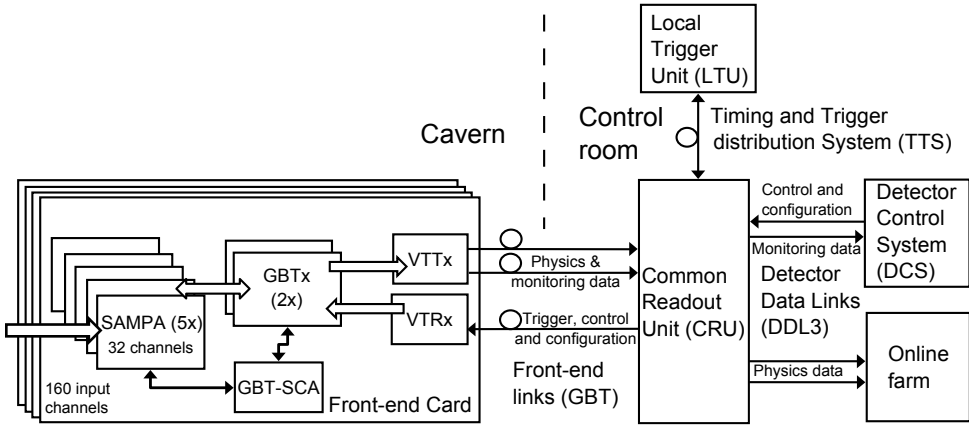 Local
Trigger
Unit (LTU)
Cavern
Control
room
Timing and Trigger
distribution System (TTS)
Control and
configuration
Monitoring data
Detector
Control
System
(DCS)
Detector
Data Links
(DDL3)
Common
Readout
Unit (CRU)
VTTx
VTRx
Physics &
monitoring data
Trigger, control
and configuration
Front-end
links (GBT)
GBTx
(2x)
SAMPA (5x)
32 channels
GBT-SCA
160 input
channels
Front-end Card
Physics data
Online
farm